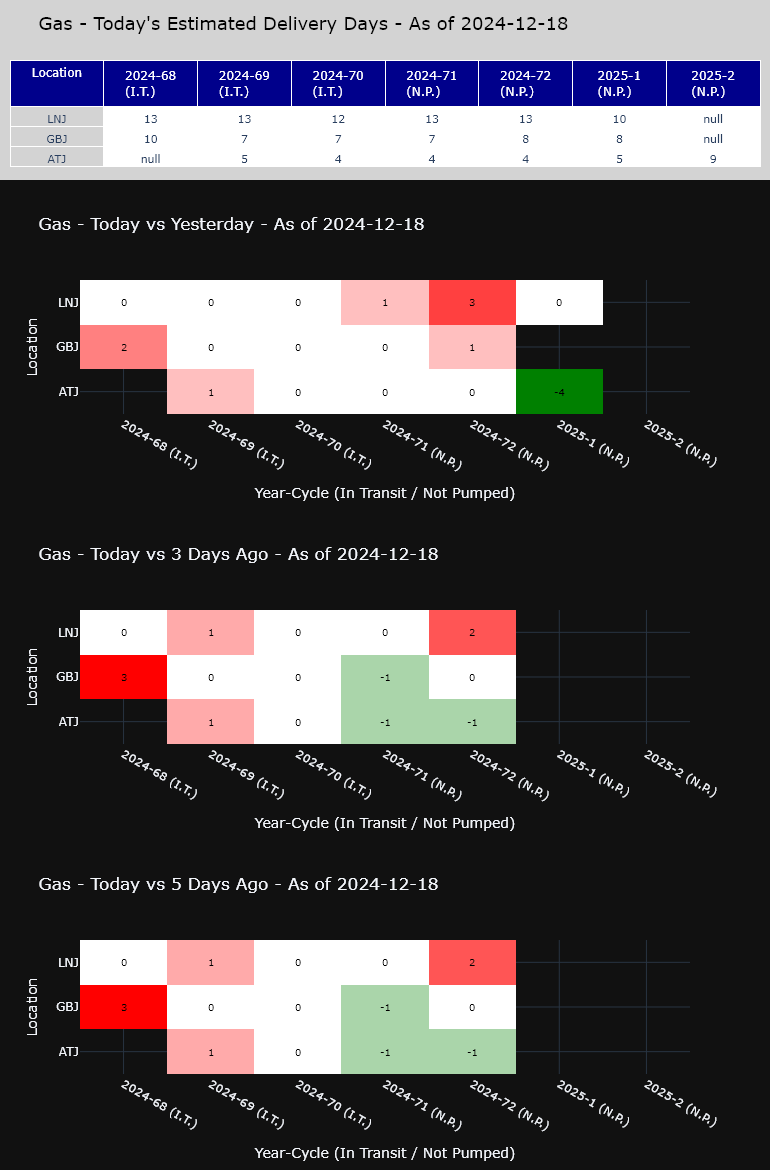 Gas - Today's Estimated Delivery Days - As of 2024-12-18
Location 2024-68 (I.T.) 2024-69 (I.T.) 2024-70 (I.T.) 2024-71 (N.P.) 2024-72 (N.P.) 2025-1 (N.P.) 2025-2 (N.P.)
LNJ 13 13 12 13 13 10 null
GBJ 10 7 7 7 8 8 null
ATJ null 5 4 4 4 5 9
Gas - Today vs Yesterday - As of 2024-12-18
Location
LNJ 0 0 0 1 3 0
GBJ 2 0 0 0 1
ATJ 1 0 0 0 -4
2024-68 (I.T.) 2024-69 (I.T.) 2024-70 (I.T.) 2024-71 (N.P.) 2024-72 (N.P.) 2025-1 (N.P.) 2025-2 (N.P.)
Year-Cycle (In Transit / Not Pumped)
Gas - Today vs 3 Days Ago - As of 2024-12-18
Location
LNJ 0 1 0 0 2
GBJ 3 0 0 -1 0
ATJ 1 0 -1 -1
2024-68 (I.T.) 2024-69 (I.T.) 2024-70 (I.T.) 2024-71 (N.P.) 2024-72 (N.P.) 2025-1 (N.P.) 2025-2 (N.P.)
Year-Cycle (In Transit / Not Pumped)
Gas - Today vs 5 Days Ago - As of 2024-12-18
Location
LNJ 0 1 0 0 2
GBJ 3 0 0 -1 0
ATJ 1 0 -1 -1
2024-68 (I.T.) 2024-69 (I.T.) 2024-70 (I.T.) 2024-71 (N.P.) 2024-72 (N.P.) 2025-1 (N.P.) 2025-2 (N.P.)
Year-Cycle (In Transit / Not Pumped)